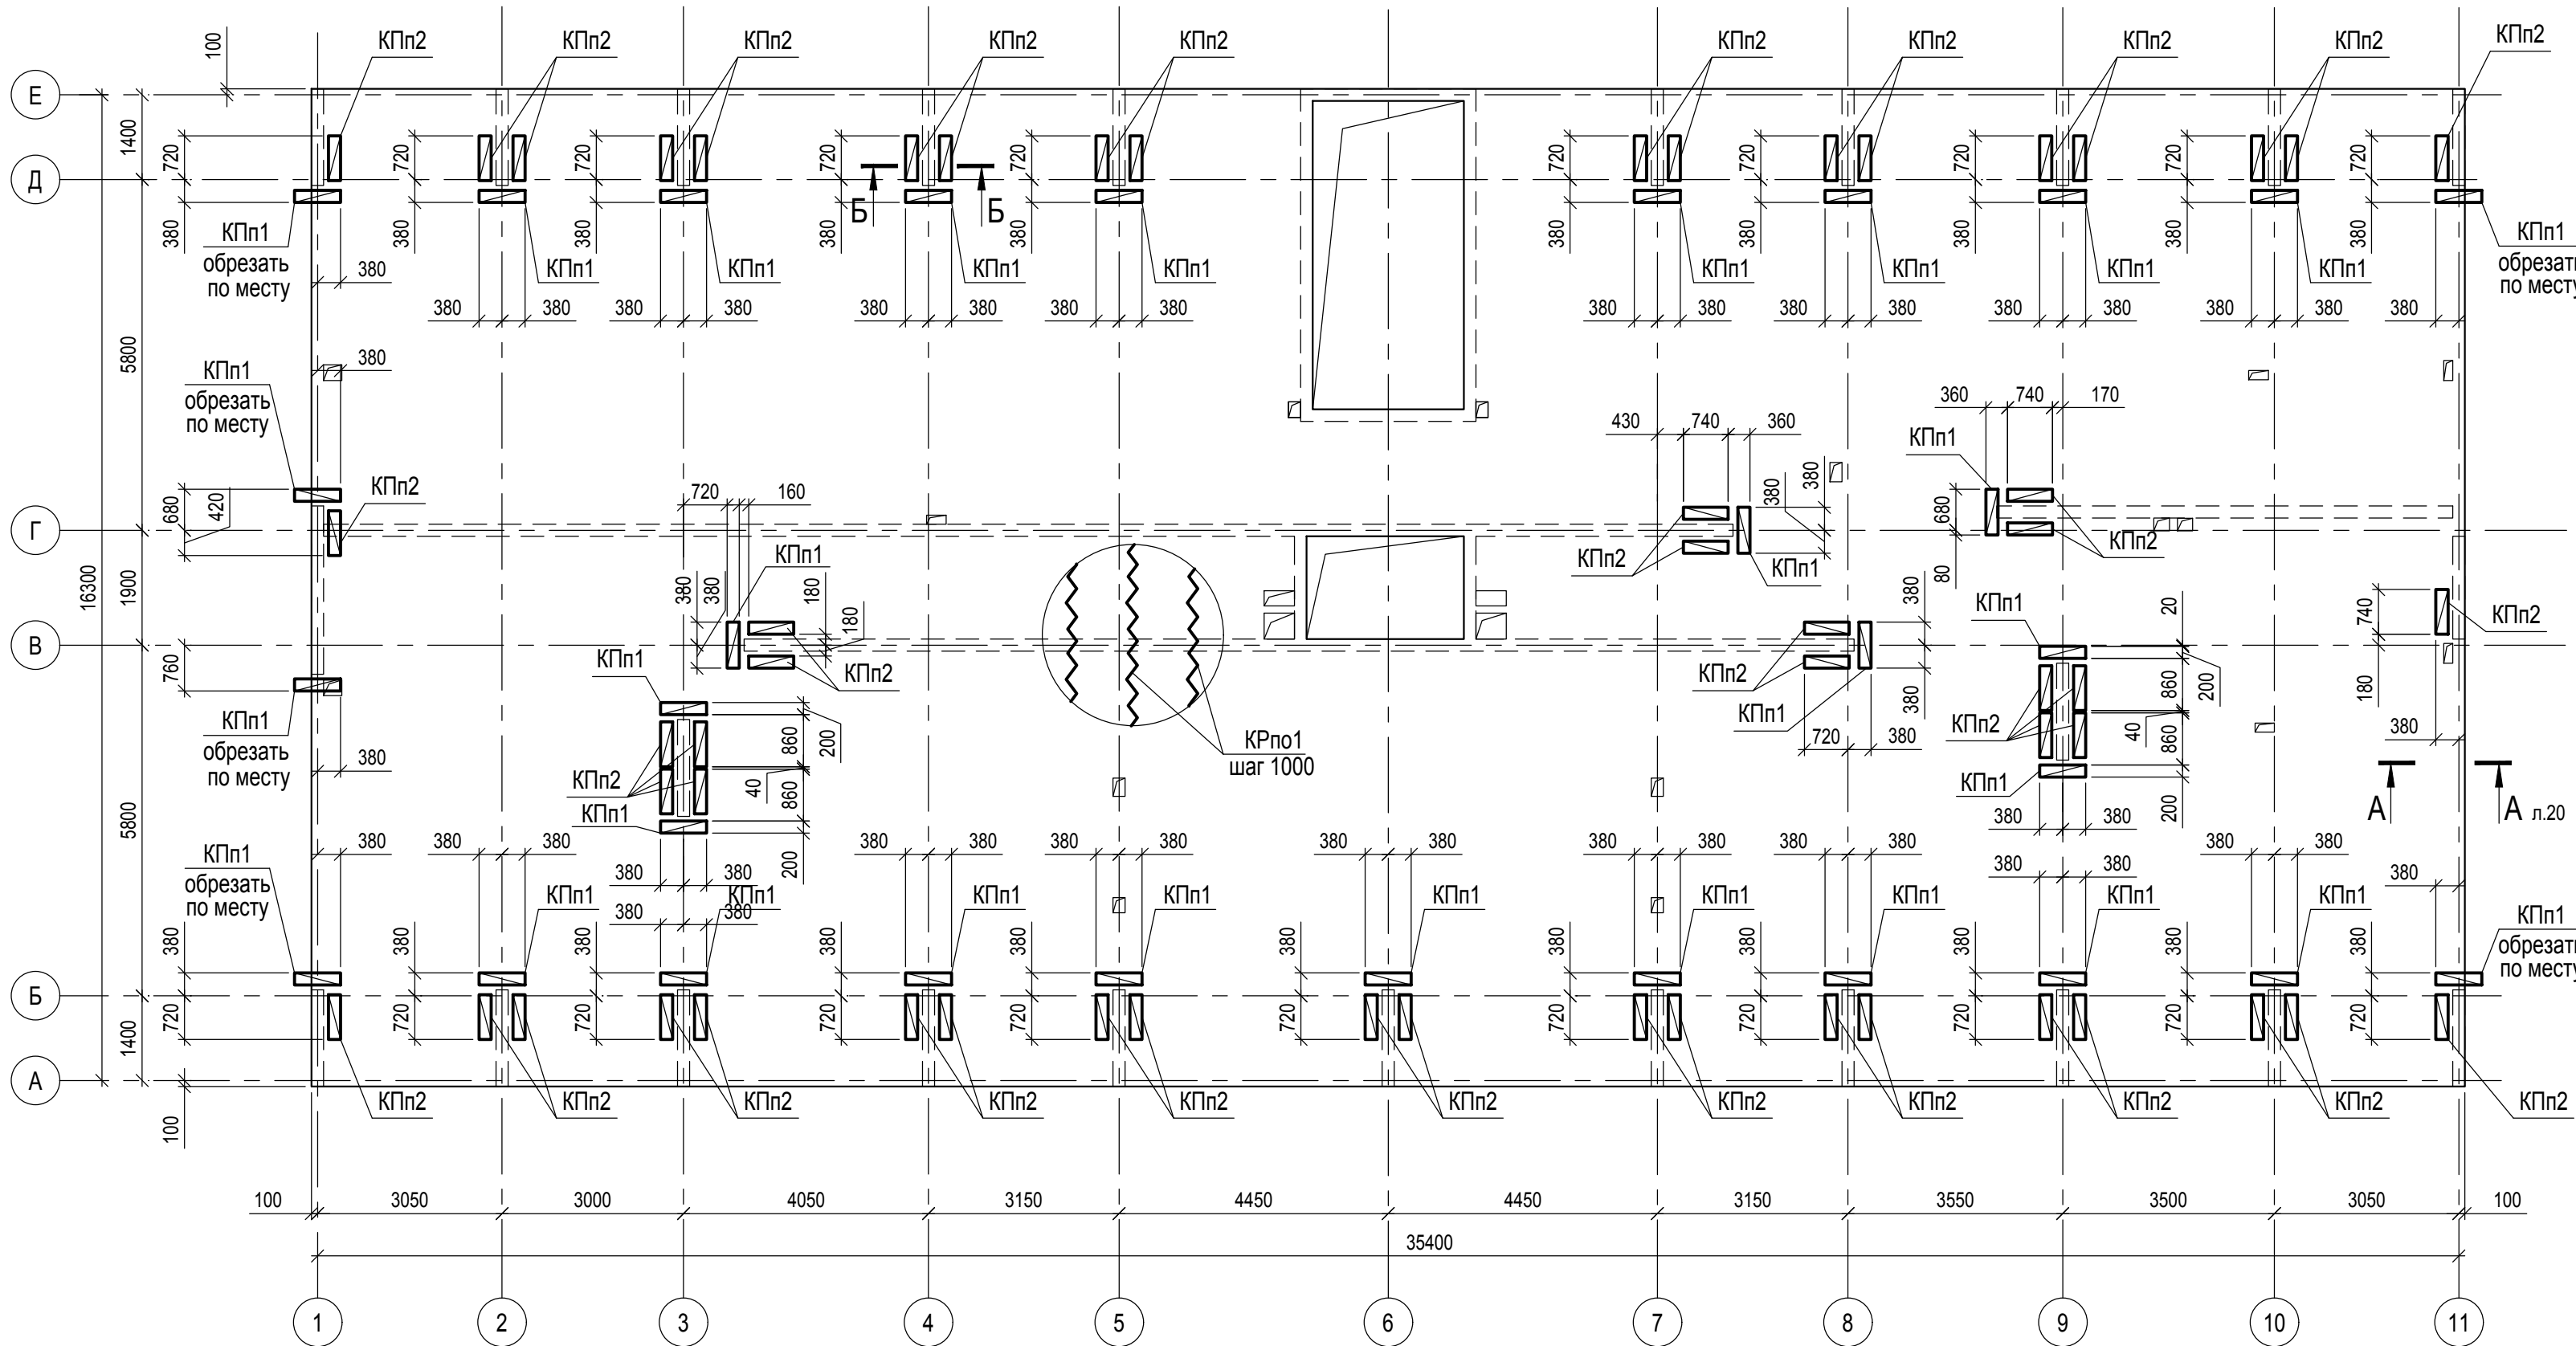 КПп2 КПп2 КПп2 КПп2 КПп2 КПп2 КПп2 КПп2 КПп2 КПп2
100
Е
1400
720 720 720 720 720 720 720 720 720 720
Д
Б Б
380 380 380 380 380 380 380 380 380 380
КПп1
обрезать
по месту
380
КПп1 КПп1 КПп1 КПп1 КПп1 КПп1 КПп1 КПп1
КПп1
380 380 380 380 380 380 380 380 380 380 380 380 380 380 380 380 380
5800
380
КПп1
обрезать
по месту
680
420
КПп2
Г
430 740 360
380
380
КПп2
КПп1
360 740 170
КПп1
680
80
КПп2
720 160
КПп1
380
380
180
180
КПп2
16300
1900
В
760
КПп1
обрезать
по месту
380
КПп1
КПп2
КПп1
860
200
40
860
200
380 380
КРпо1
шаг 1000
КПп2
КПп1
380
380
720 380
КПп1
20
860
200
КПп2
40
860
КПп1
200
380 380
740
КПп2
180
380
А А л.20
5800
КПп1
обрезать
по месту
380
380 380 380 380 380 380 380 380 380 380 380 380 380 380 380 380 380 380
380
КПп1 КПп1 КПп1 КПп1 КПп1 КПп1 КПп1 КПп1 КПп1
КПп1
380 380 380 380 380 380 380 380 380 380 380
Б
720 720 720 720 720 720 720 720 720 720 720
1400
А
КПп2 КПп2 КПп2 КПп2 КПп2 КПп2 КПп2 КПп2 КПп2 КПп2 КПп2
100
100 3050 3000 4050 3150 4450 4450 3150 3550 3500 3050 100
35400
1 2 3 4 5 6 7 8 9 10 11